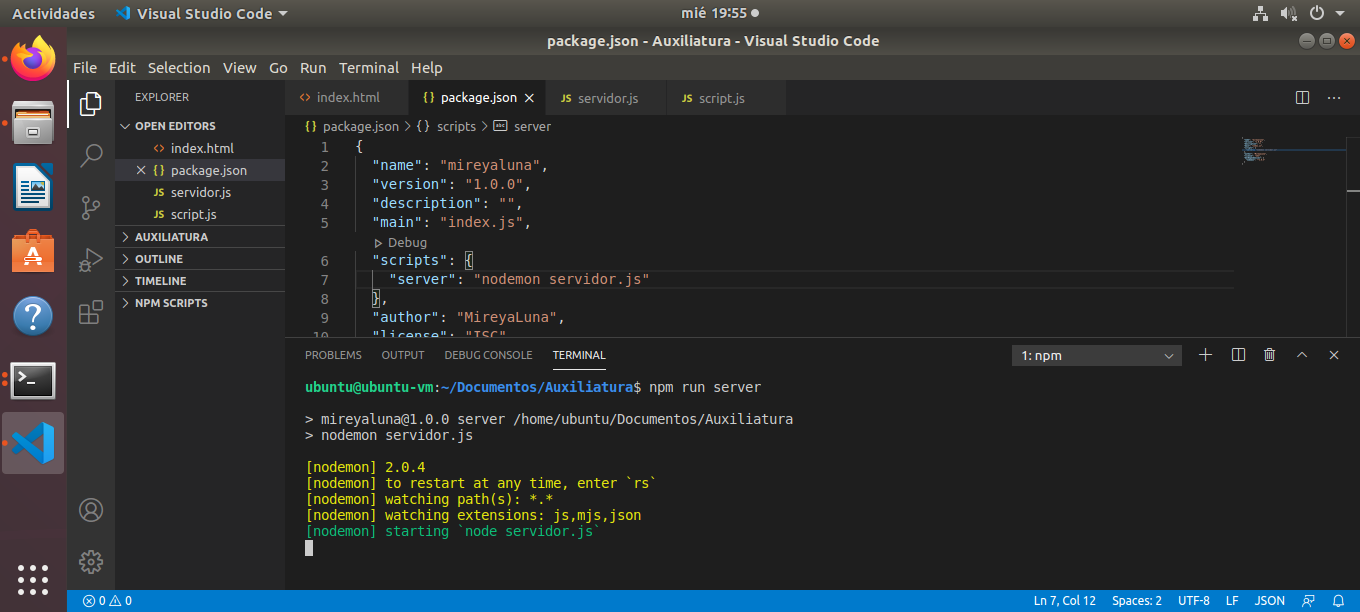 Actividades Visual Studio Code mié 19:55
package.json - Auxiliatura - Visual Studio Code
File Edit Selection View Go Run Terminal Help
EXPLORER
OPEN EDITORS
index.html
package.json
servidor.js
script.js
AUXILIATURA
OUTLINE
TIMELINE
NPM SCRIPTS
index.html {} package.json JS servidor.js JS script.js
{} package.json > {} scripts > abc server
1 {
2 "name": "mireyaluna",
3 "version": "1.0.0",
4 "description": "",
5 "main": "index.js",
Debug
6 "scripts": {
7 "server": "nodemon servidor.js"
8 },
9 "author": "MireyaLuna",
10 "license": "ISC"
PROBLEMS OUTPUT DEBUG CONSOLE TERMINAL 1: npm
ubuntu@ubuntu-vm:~/Documentos/Auxiliatura$ npm run server
> mireyaluna@1.0.0 server /home/ubuntu/Documentos/Auxiliatura
> nodemon servidor.js
[nodemon] 2.0.4
[nodemon] to restart at any time, enter `rs`
[nodemon] watching path(s): *.*
[nodemon] watching extensions: js,mjs,json
[nodemon] starting `node servidor.js`
0 0 Ln 7, Col 12 Spaces: 2 UTF-8 LF JSON